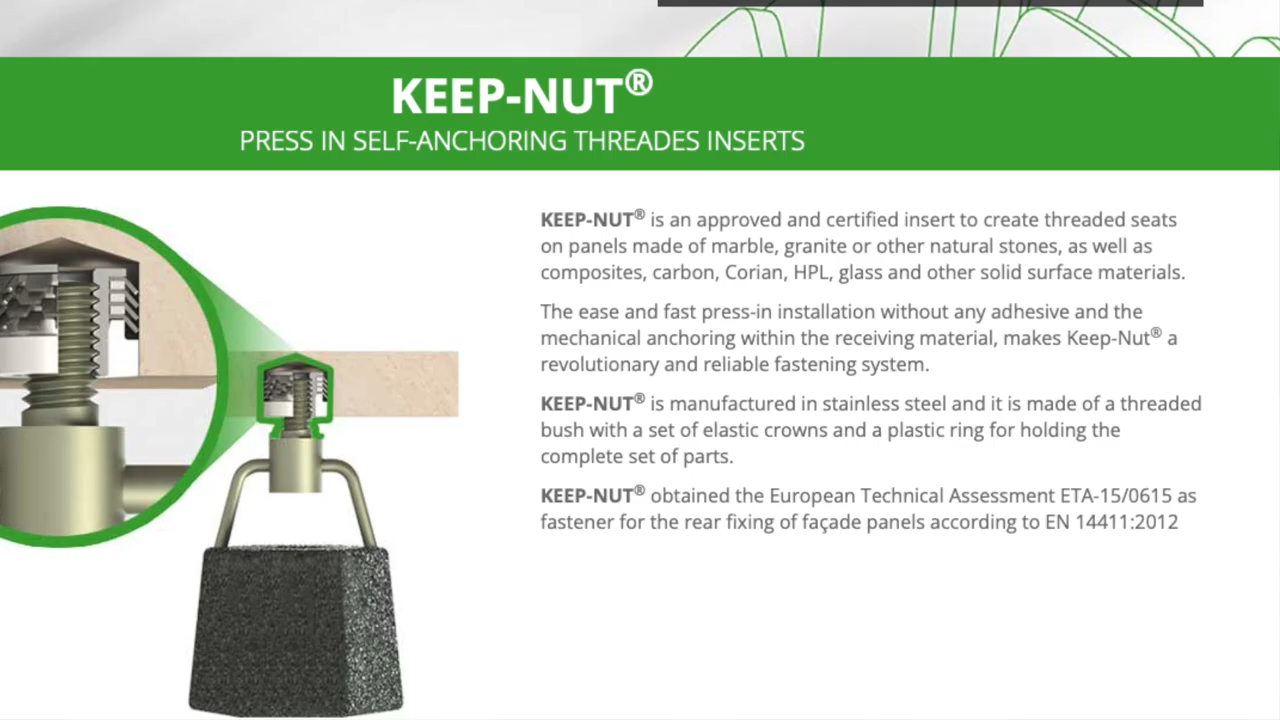 KEEP-NUT®
PRESS IN SELF-ANCHORING THREADES INSERTS
KEEP-NUT® is an approved and certified insert to create threaded seats
on panels made of marble, granite or other natural stones, as well as
composites, carbon, Corian, HPL, glass and other solid surface materials.
The ease and fast press-in installation without any adhesive and the
mechanical anchoring within the receiving material, makes Keep-Nut® a
revolutionary and reliable fastening system.
KEEP-NUT® is manufactured in stainless steel and it is made of a threaded
bush with a set of elastic crowns and a plastic ring for holding the
complete set of parts.
KEEP-NUT® obtained the European Technical Assessment ETA-15/0615 as
fastener for the rear fixing of façade panels according to EN 14411:2012